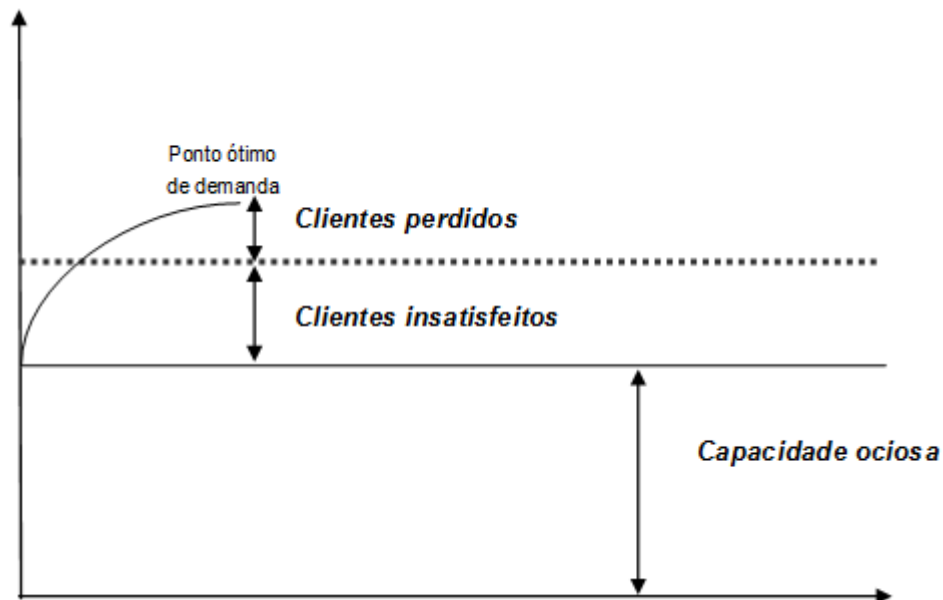 Ponto ótimo
de demanda
Clientes perdidos
Clientes insatisfeitos
Capacidade ociosa